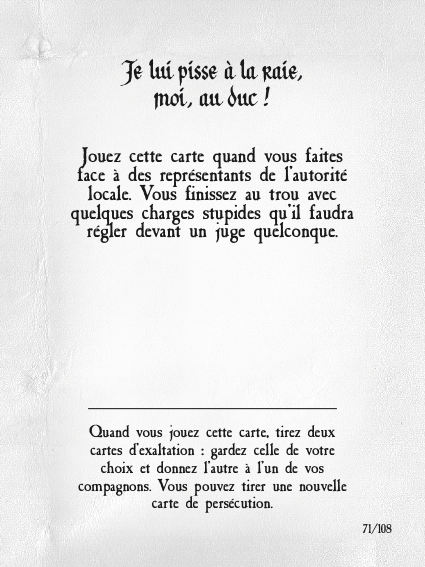 Je lui pisse à la raie,
moi, au duc !
Jouez cette carte quand vous faites
face à des représentants de l'autorité
locale. Vous finissez au trou avec
quelques charges stupides qu'il faudra
régler devant un juge quelconque.
Quand vous jouez cette carte, tirez deux
cartes d'exaltation : gardez celle de votre
choix et donnez l'autre à l'un de vos
compagnons. Vous pouvez tirer une nouvelle
carte de persécution.
71/108